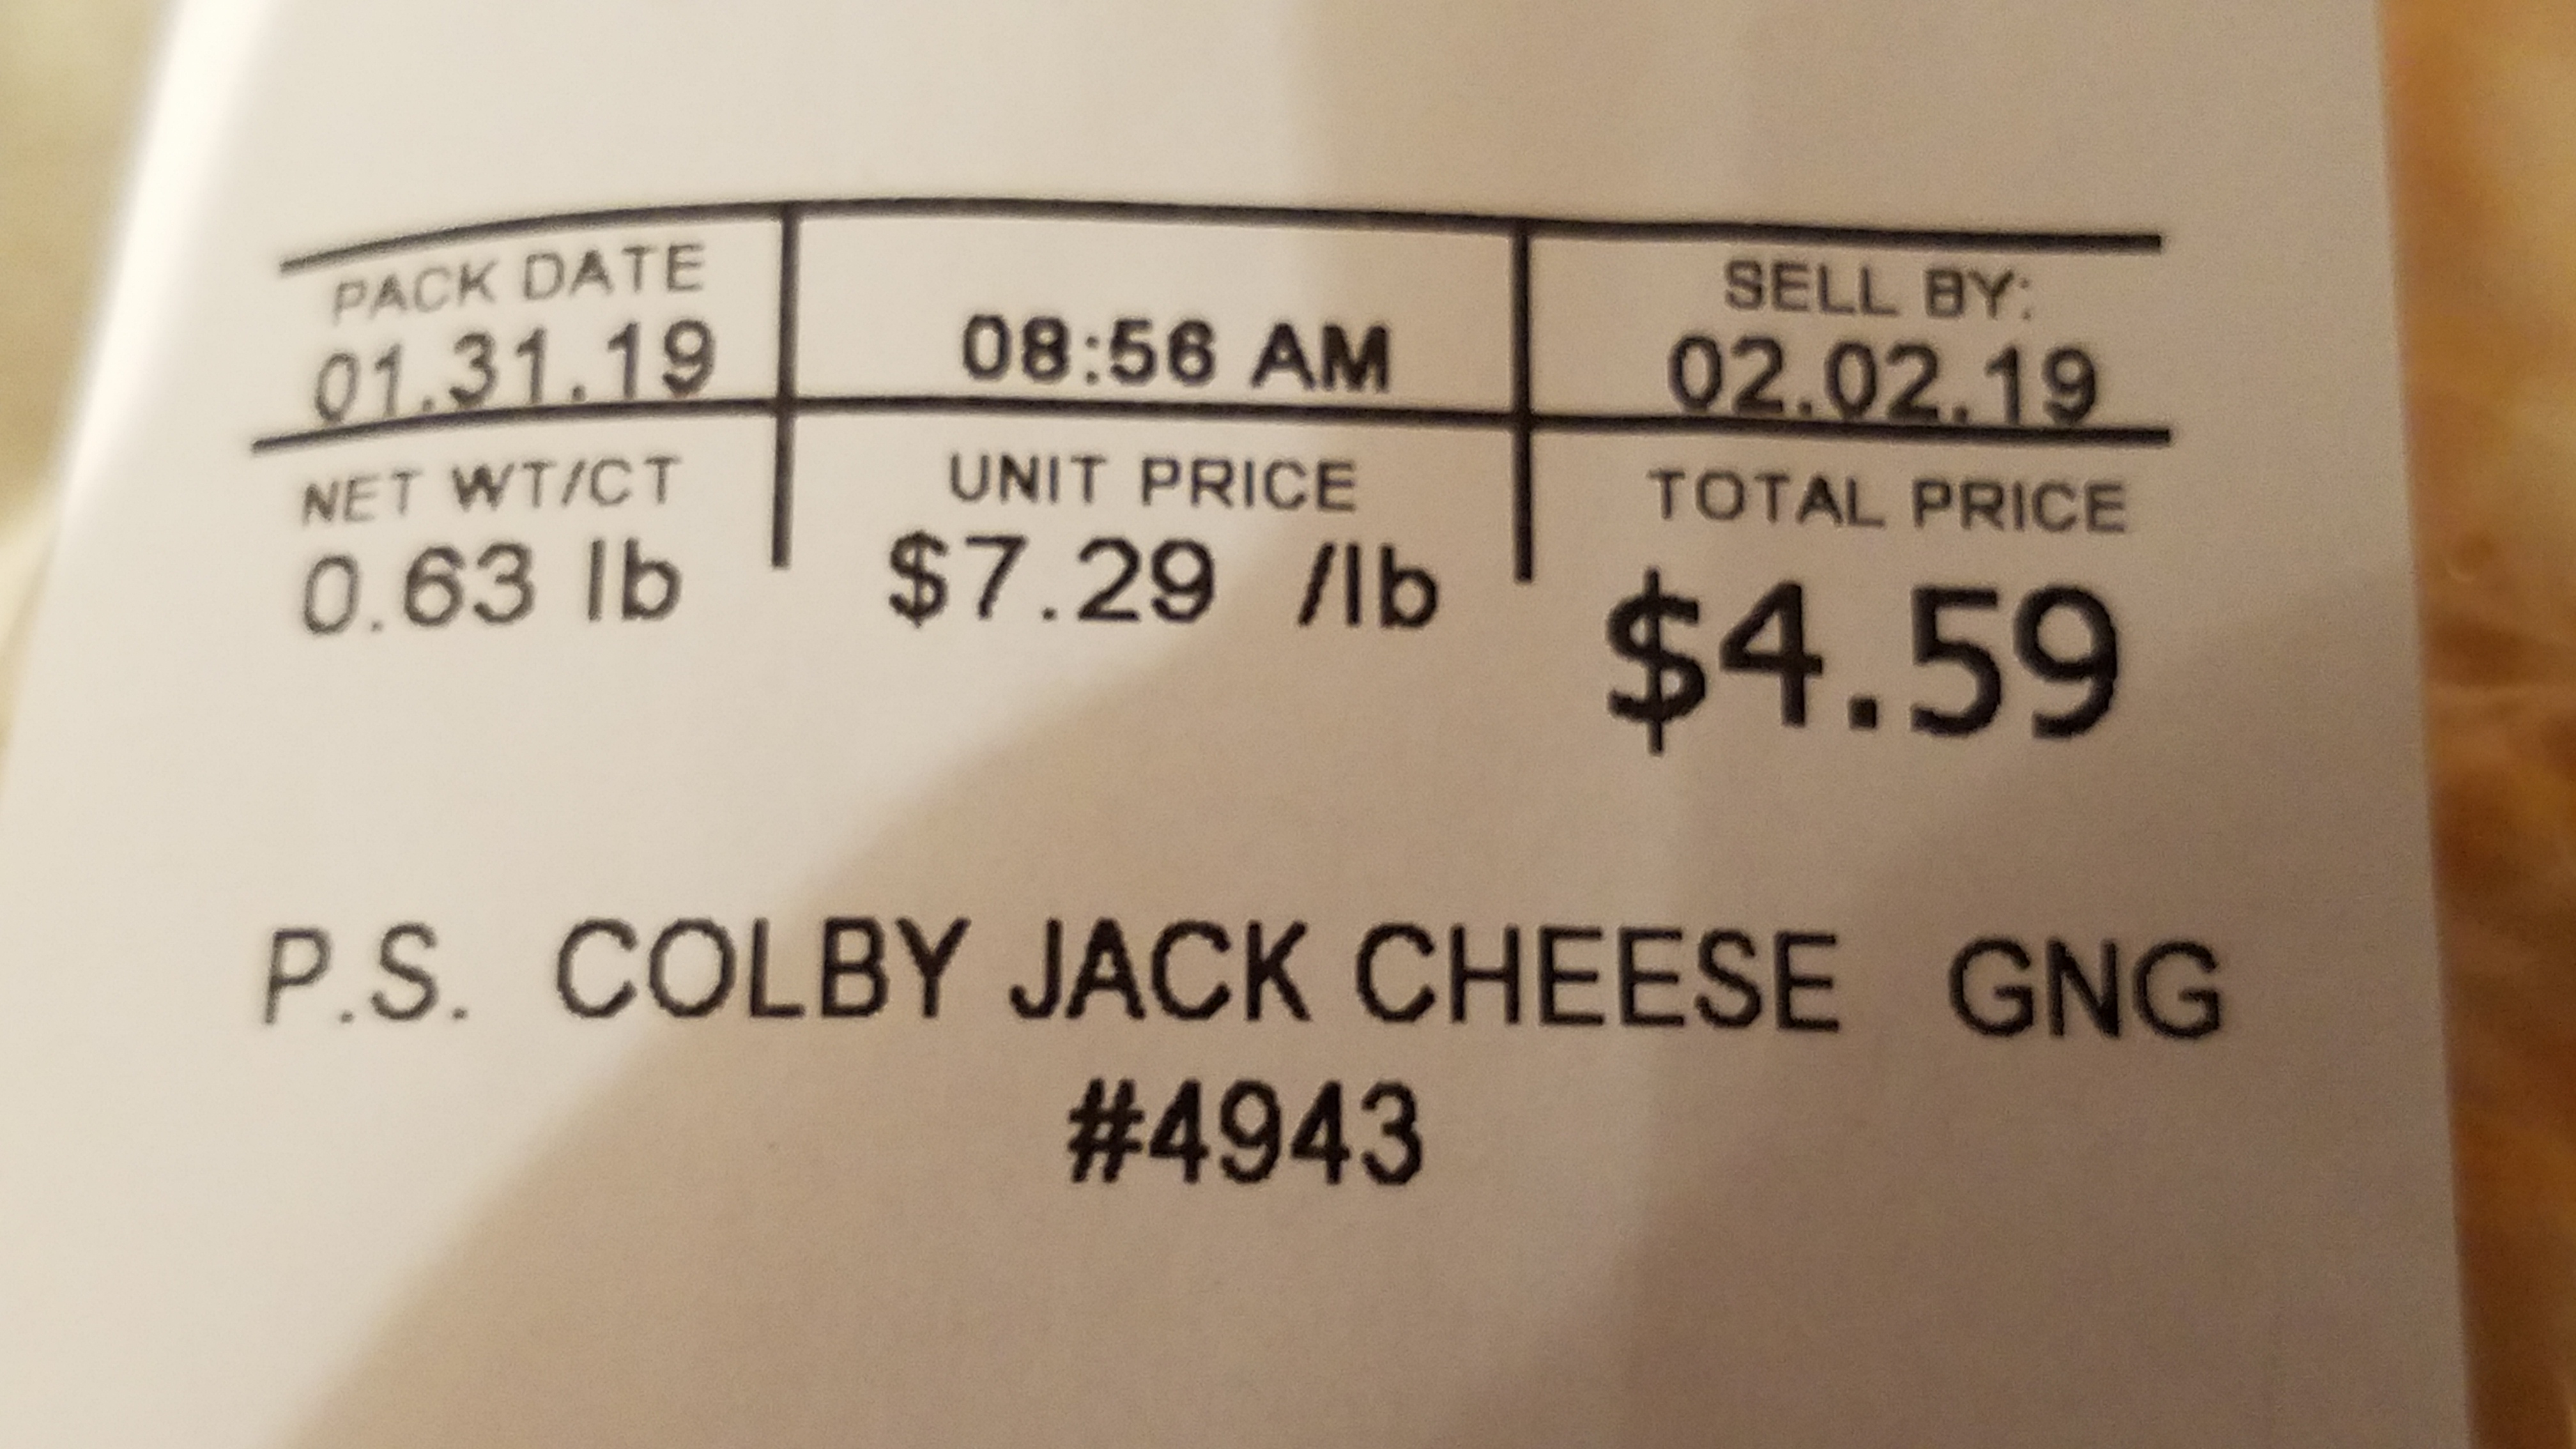 PACK DATE
01.31.19
08:56 AM
SELL BY:
02.02.19
NET WT/CT
0.63 lb
UNIT PRICE
$7.29 /lb
TOTAL PRICE
$4.59
P.S. COLBY JACK CHEESE GNG
#4943